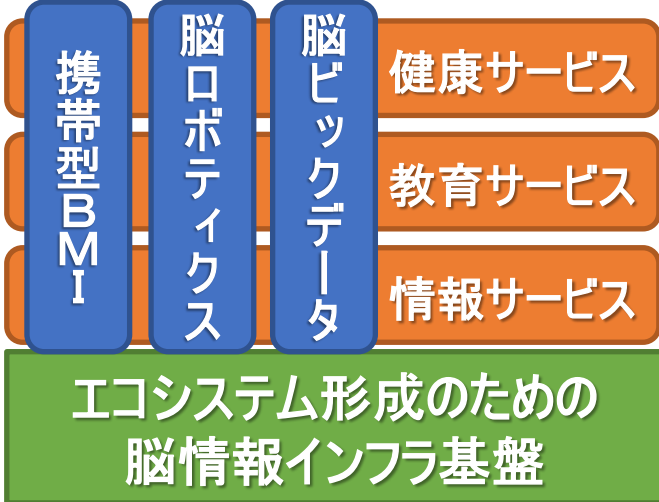 携帯型ＢＭＩ
脳ロボティクス
脳ビックデータ
健康サービス
教育サービス
情報サービス
エコシステム形成のための
脳情報インフラ基盤